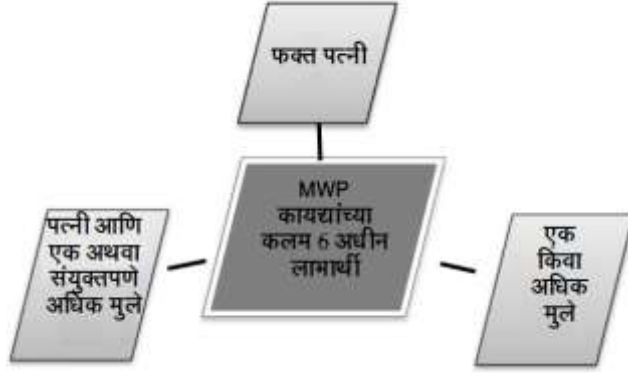 फक्त पत्नी
MWP
कायद्यांच्या
कलम 6 अधीन
लाभार्थी
पत्नी आणि
एक अथवा
संयुक्तपणे
अधिक मुले
एक
किवा
अधिक
मुले